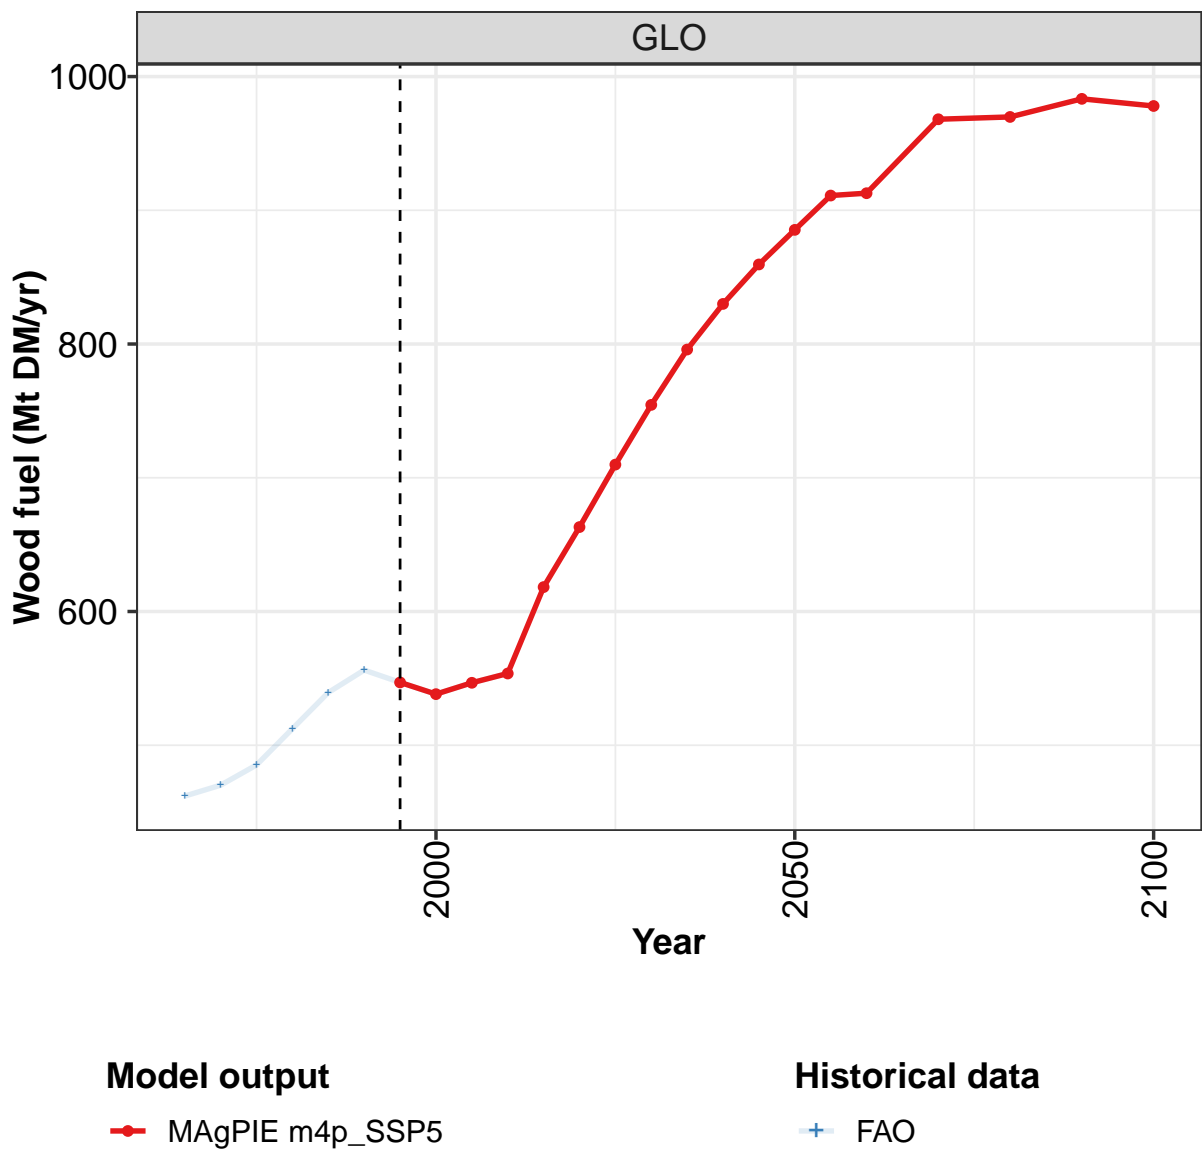 GLO
1000
800
600
Wood fuel (Mt DM/yr)
2000
2050
2100
Year
Model output
MAgPIE m4p_SSP5
Historical data
FAO